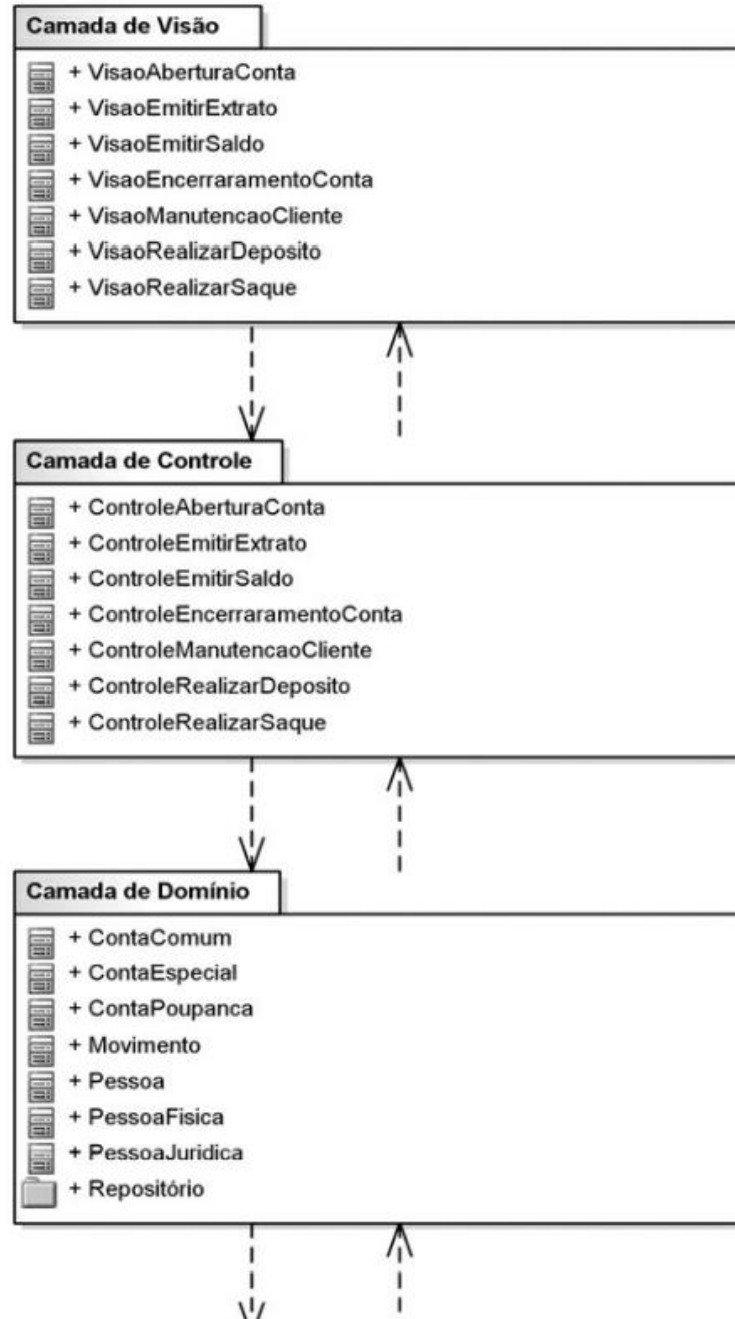 Camada de Visão
+ VisaoAberturaConta
+ VisaoEmitirExtrato
+ VisaoEmitirSaldo
+ VisaoEncerraramentoConta
+ VisaoManutencaoCliente
+ VisaoRealizarDeposito
+ VisaoRealizarSaque
Camada de Controle
+ ControleAberturaConta
+ ControleEmitirExtrato
+ ControleEmitirSaldo
+ ControleEncerraramentoConta
+ ControleManutencaoCliente
+ ControleRealizarDeposito
+ ControleRealizarSaque
Camada de Domínio
+ ContaComum
+ ContaEspecial
+ ContaPoupanca
+ Movimento
+ Pessoa
+ PessoaFisica
+ PessoaJuridica
+ Repositório